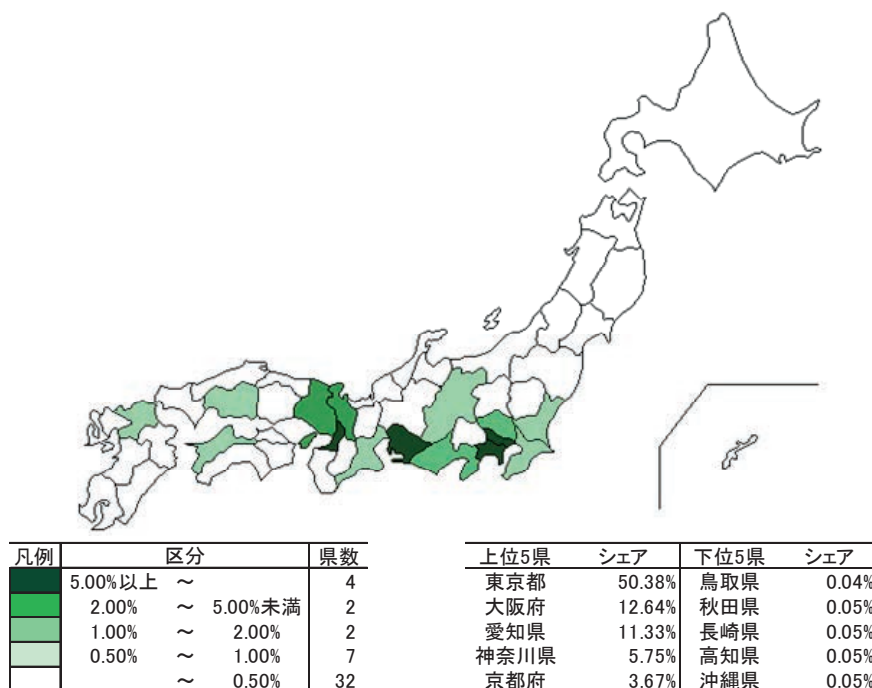 凡例 区分 県数
5.00%以上 ～ 4
2.00% ～ 5.00%未満 2
1.00% ～ 2.00% 2
0.50% ～ 1.00% 7
～ 0.50% 32
上位5県 シェア 下位5県 シェア
東京都 50.38% 鳥取県 0.04%
大阪府 12.64% 秋田県 0.05%
愛知県 11.33% 長崎県 0.05%
神奈川県 5.75% 高知県 0.05%
京都府 3.67% 沖縄県 0.05%